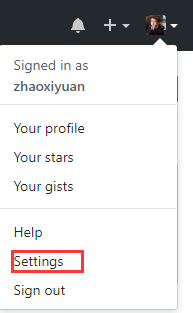 Signed in as
zhaoxiyuan
Your profile
Your stars
Your gists
Help
Settings
Sign out